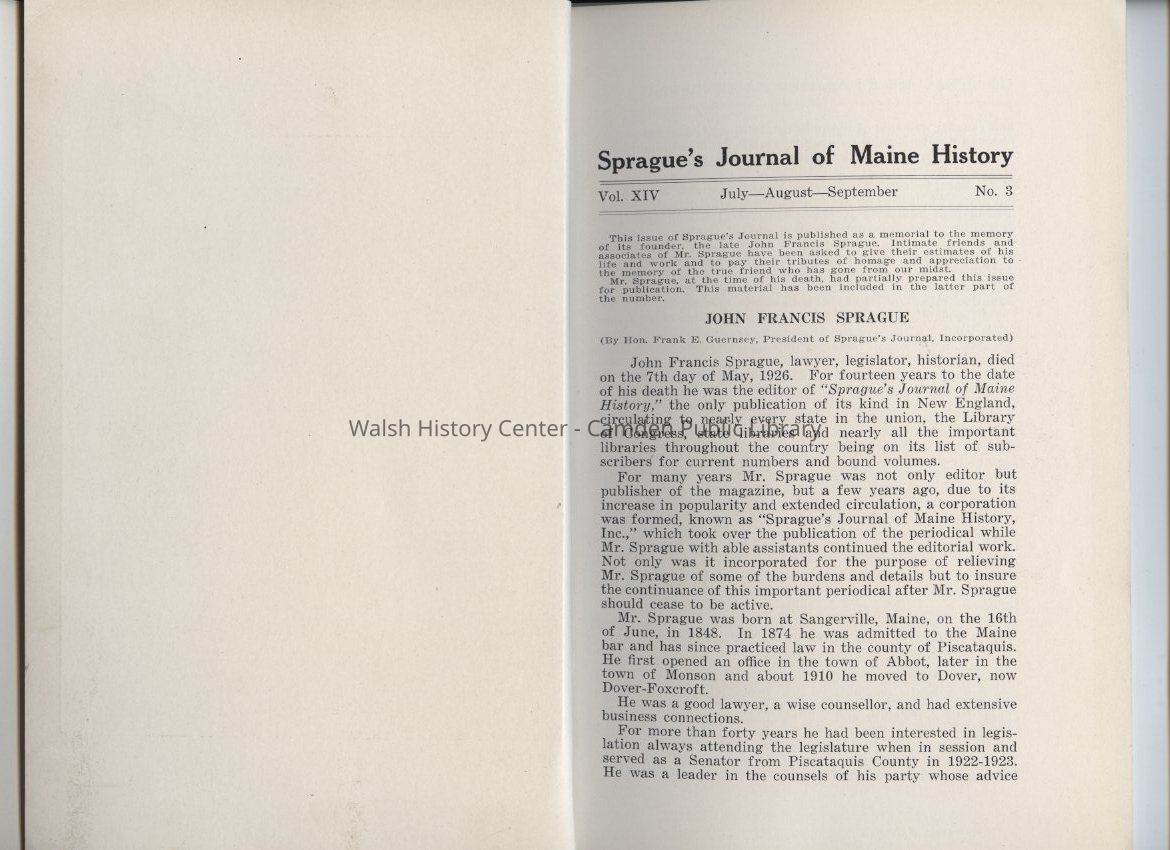 Sprague's Journal of Maine History
Vol. XIV July—August—September No. 3
This issue of Sprague's Journal is published as a memorial to the memory
of its founder, the late John Francis Sprague. Intimate friends and
associates of Mr. Sprague have been asked to give their estimates of his
life and work and to pay their tributes of homage and appreciation to
the memory of the true friend who has gone from our midst.
Mr. Sprague, at the time of his death, had partially prepared this issue
for publication. This material has been included in the latter part of
the number.
JOHN FRANCIS SPRAGUE
(By Hon. Frank E. Guernsey, President of Sprague's Journal, Incorporated)
John Francis Sprague, lawyer, legislator, historian, died
on the 7th day of May, 1926. For fourteen years to the date
of his death he was the editor of "Sprague's Journal of Maine
History," the only publication of its kind in New England,
circulating to nearly every state in the union, the Library
Walsh History Center - Camden Public Library
of Congress, state libraries and nearly all the important
libraries throughout the country being on its list of sub-
scribers for current numbers and bound volumes.
For many years Mr. Sprague was not only editor but
publisher of the magazine, but a few years ago, due to its
increase in popularity and extended circulation, a corporation
was formed, known as "Sprague's Journal of Maine History,
Inc.," which took over the publication of the periodical while
Mr. Sprague with able assistants continued the editorial work.
Not only was it incorporated for the purpose of relieving
Mr. Sprague of some of the burdens and details but to insure
the continuance of this important periodical after Mr. Sprague
should cease to be active.
Mr. Sprague was born at Sangerville, Maine, on the 16th
of June, in 1848. In 1874 he was admitted to the Maine
bar and has since practiced law in the county of Piscataquis.
He first opened an office in the town of Abbot, later in the
town of Monson and about 1910 he moved to Dover, now
Dover-Foxcroft.
He was a good lawyer, a wise counsellor, and had extensive
business connections.
For more than forty years he had been interested in legis-
lation always attending the legislature when in session and
served as a Senator from Piscataquis County in 1922-1923.
He was a leader in the counsels of his party whose advice